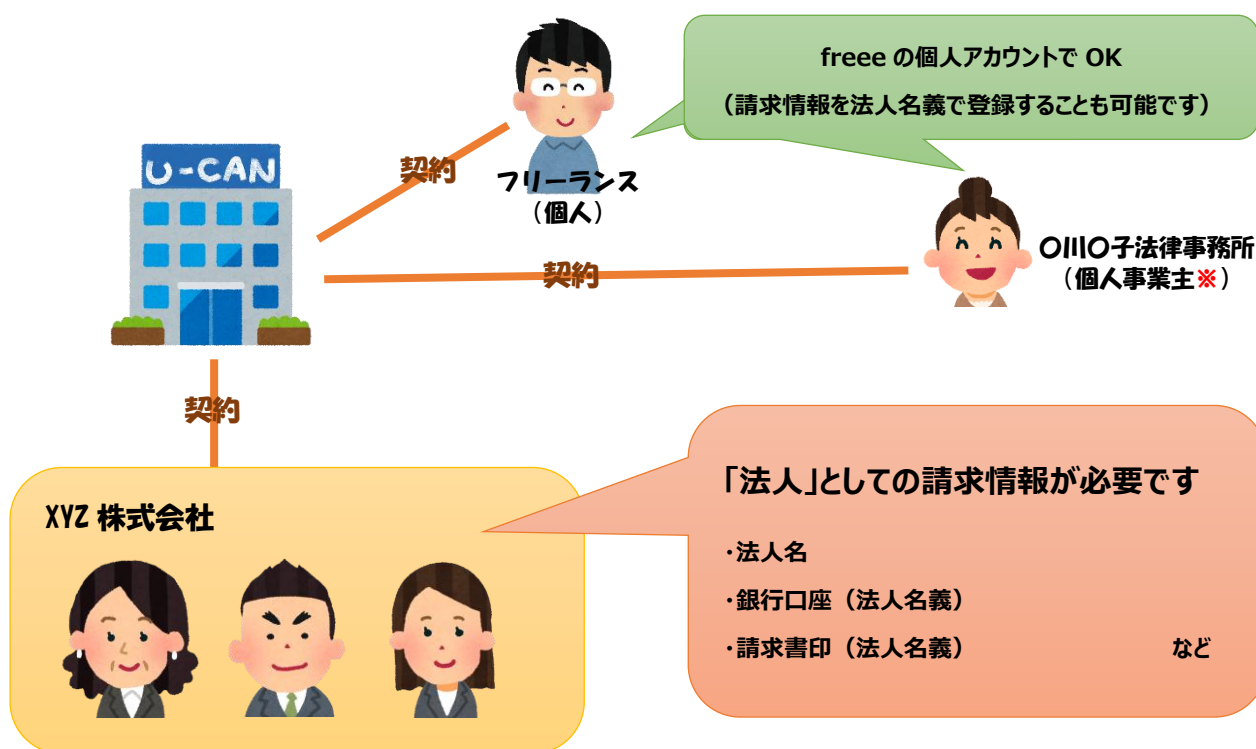 freee の個人アカウントで OK
（請求情報を法人名義で登録することも可能です）
U-CAN
契約
フリーランス
（個人）
契約
〇川〇子法律事務所
（個人事業主※）
契約
XYZ 株式会社
「法人」としての請求情報が必要です
・法人名
・銀行口座（法人名義）
・請求書印（法人名義） など